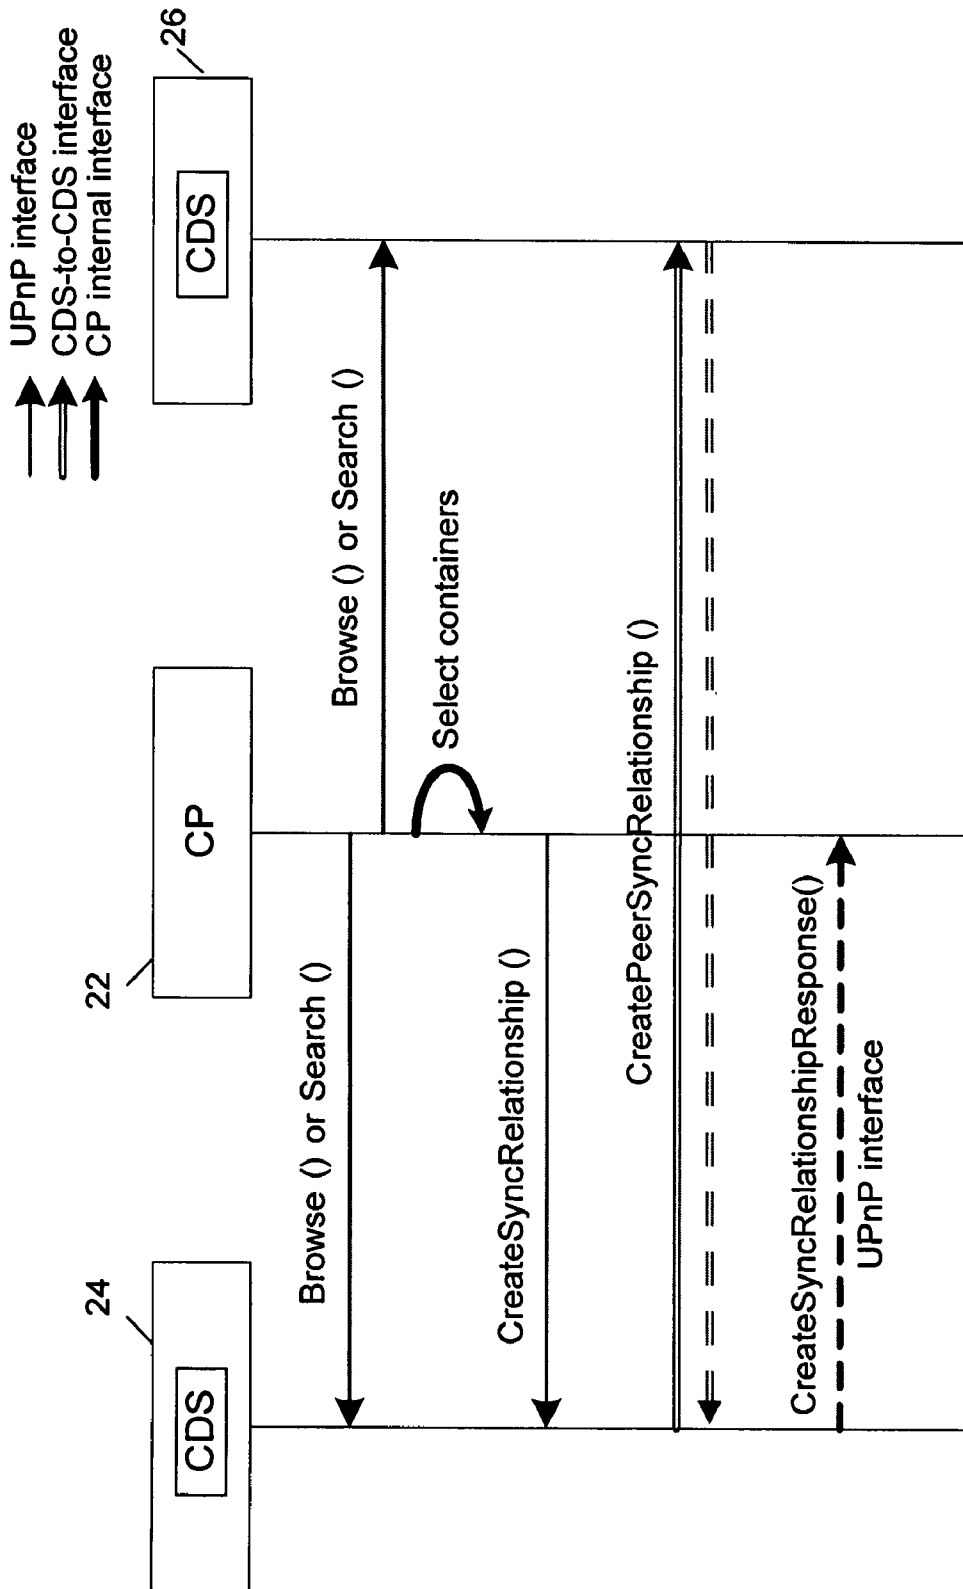 UPnP interface
CDS-to-CDS interface
CP internal interface
24
22
26
CDS
CP
CDS
Browse () or Search ()
Browse () or Search ()
Select containers
CreateSyncRelationship ()
CreatePeerSyncRelationship ()
CreateSyncRelationshipResponse()
UPnP interface